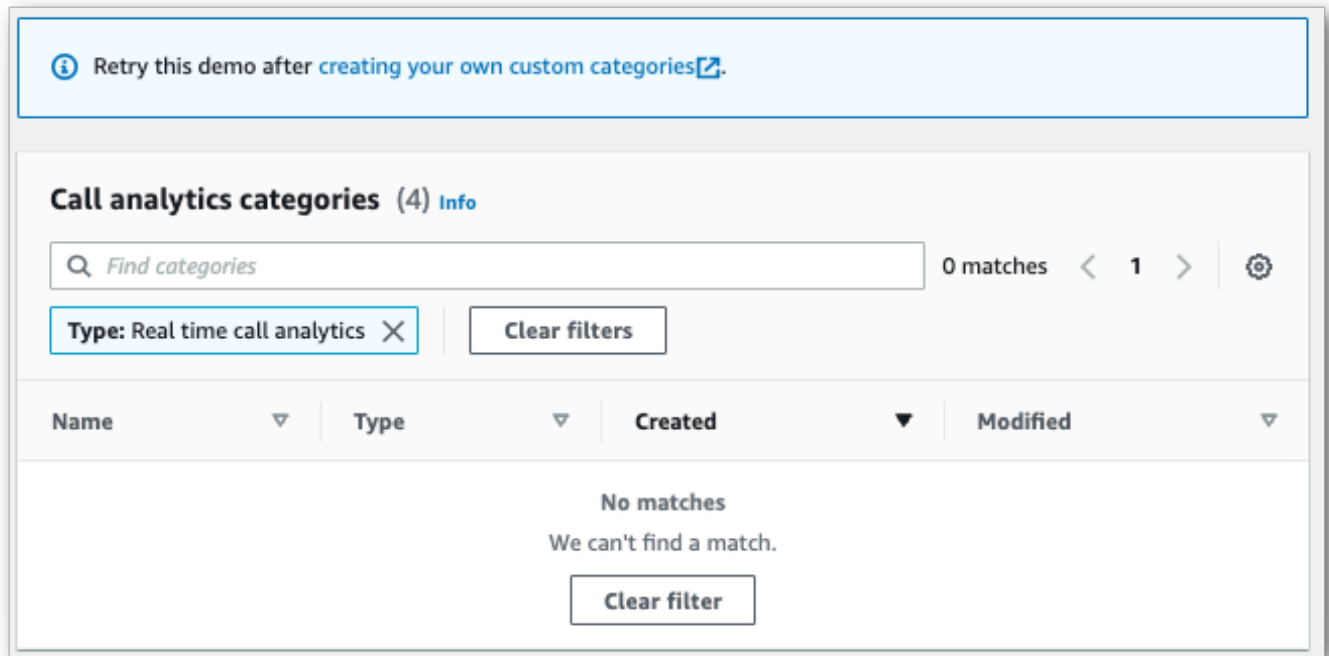 Retry this demo after creating your own custom categories.
Call analytics categories (4) Info
Find categories 0 matches 1
Type: Real time call analytics Clear filters
Name Type Created Modified
No matches
We can't find a match.
Clear filter